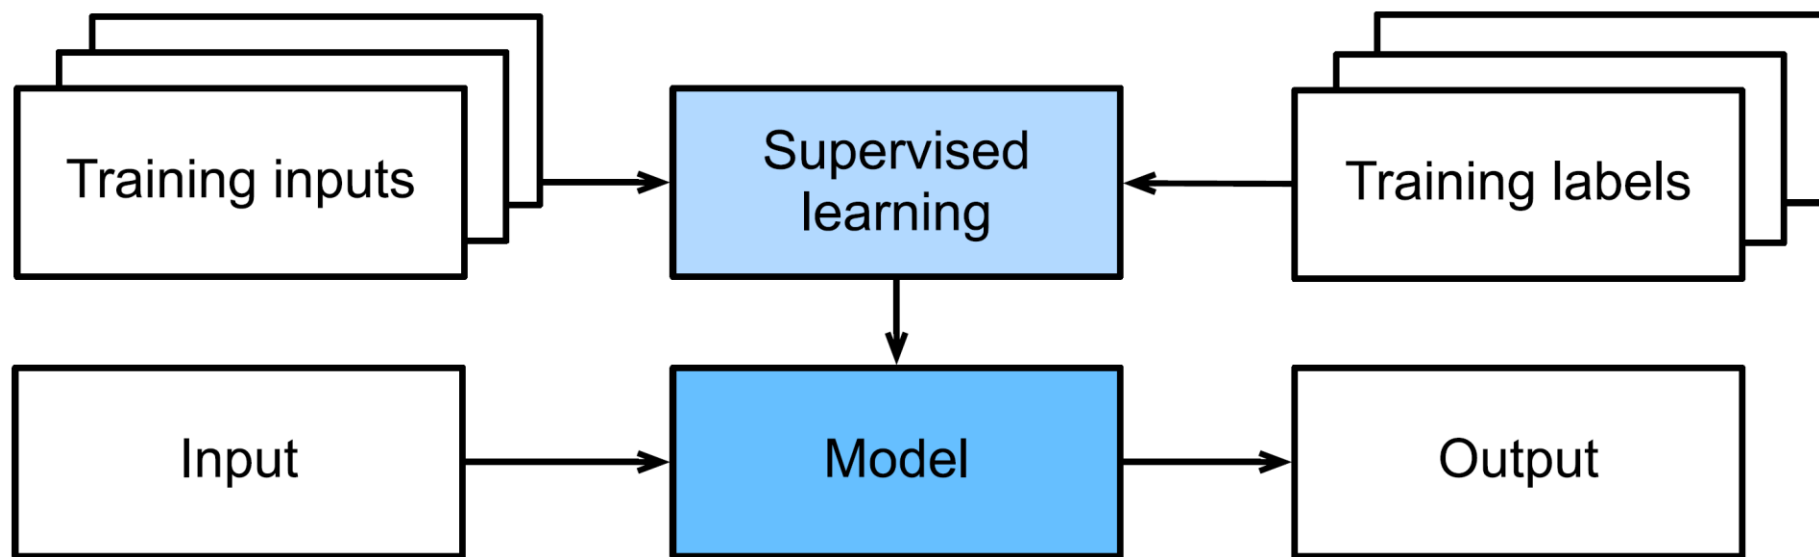 Training inputs
Supervised
learning
Training labels
Input
Model
Output